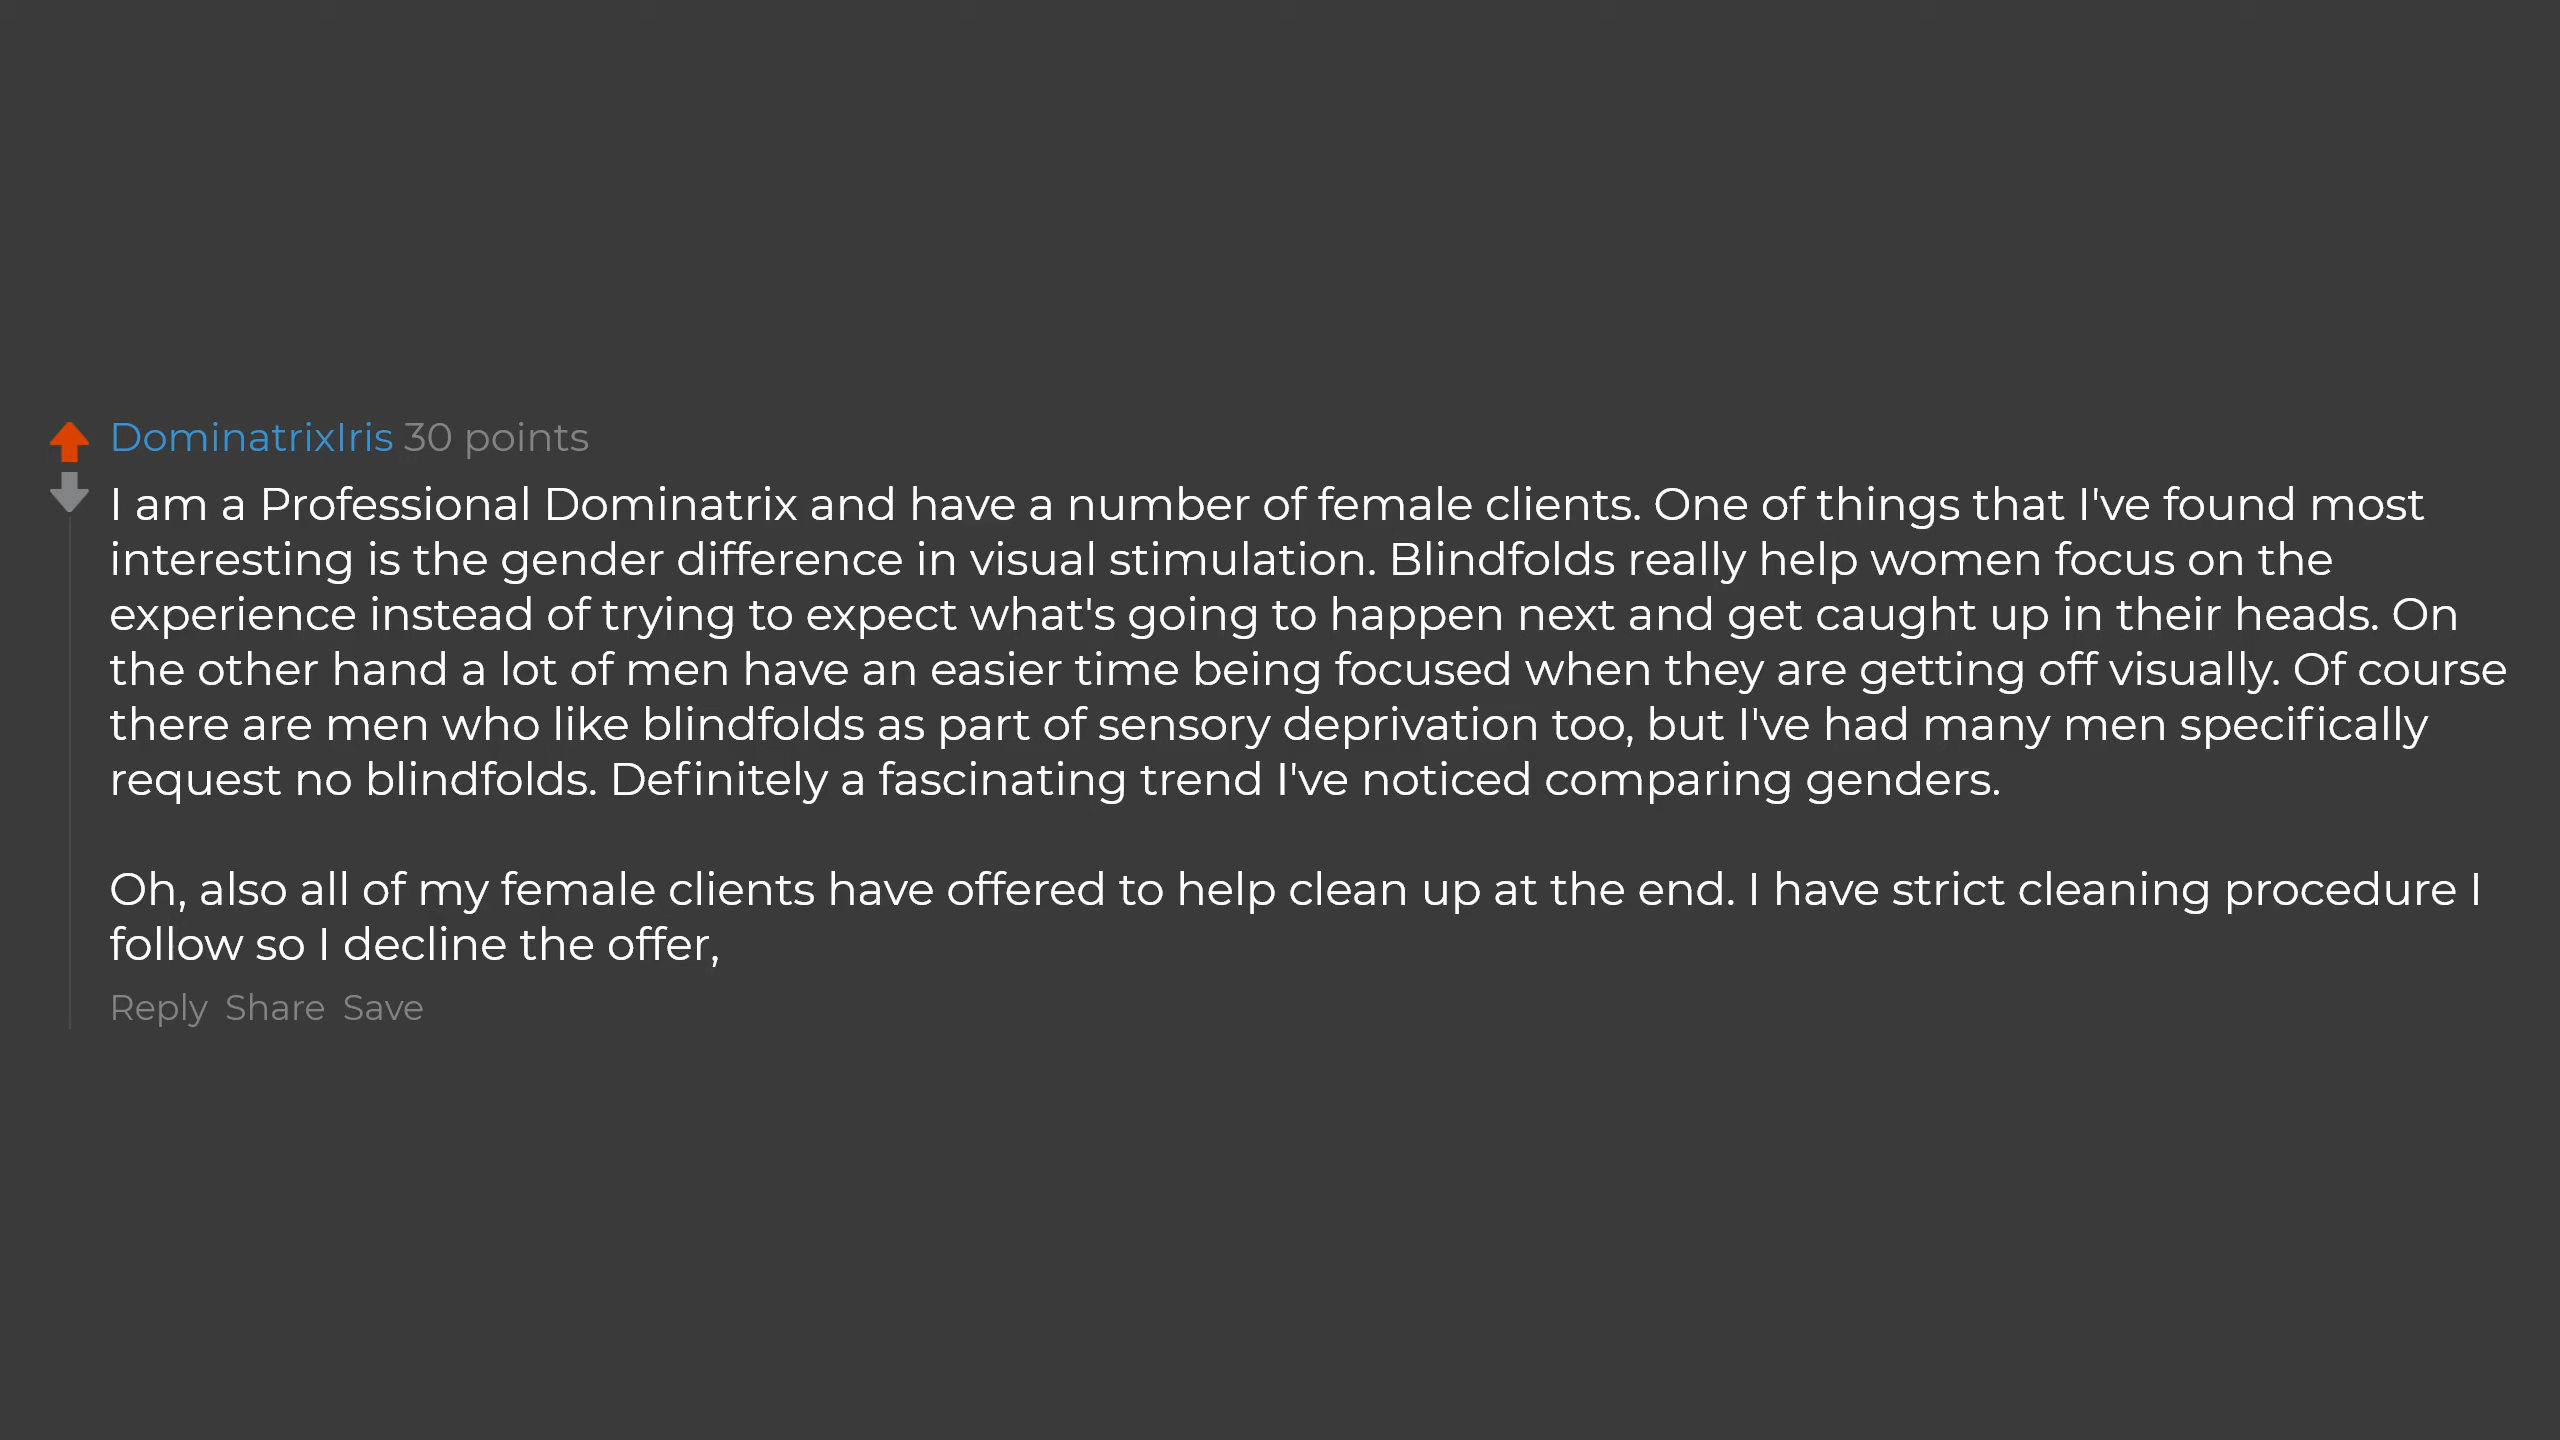 DominatrixIris 30 points
I am a Professional Dominatrix and have a number of female clients. One of things that I've found most
interesting is the gender difference in visual stimulation. Blindfolds really help women focus on the
experience instead of trying to expect what's going to happen next and get caught up in their heads. On
the other hand a lot of men have an easier time being focused when they are getting off visually. Of course
there are men who like blindfolds as part of sensory deprivation too, but I've had many men specifically
request no blindfolds. Definitely a fascinating trend I've noticed comparing genders.
Oh, also all of my female clients have offered to help clean up at the end. I have strict cleaning procedure I
follow so I decline the offer,
Reply Share Save